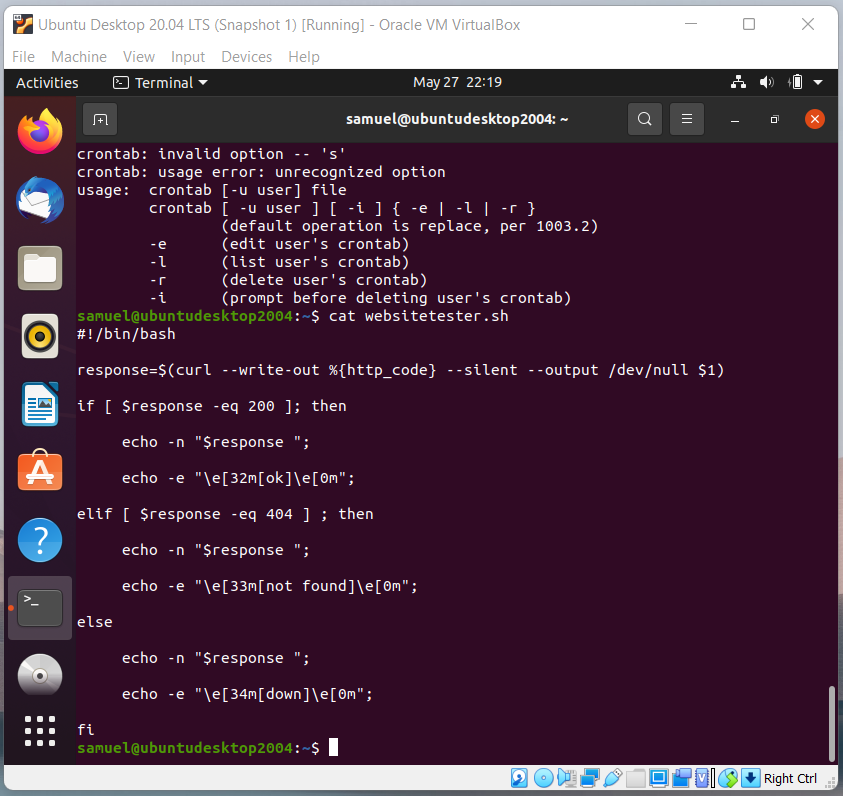 Ubuntu Desktop 20.04 LTS (Snapshot 1) [Running] - Oracle VM VirtualBox
File Machine View Input Devices Help
Activities Terminal May 27 22:19
samuel@ubuntudesktop2004: ~
crontab: invalid option -- 's'
crontab: usage error: unrecognized option
usage:  crontab [-u user] file
        crontab [ -u user ] [ -i ] { -e | -l | -r }
                (default operation is replace, per 1003.2)
        -e      (edit user's crontab)
        -l      (list user's crontab)
        -r      (delete user's crontab)
        -i      (prompt before deleting user's crontab)
samuel@ubuntudesktop2004:~$ cat websitetester.sh
#!/bin/bash
response=$(curl --write-out %{http_code} --silent --output /dev/null $1)
if [ $response -eq 200 ]; then
     echo -n "$response ";
     echo -e "\e[32m[ok]\e[0m";
elif [ $response -eq 404 ] ; then
     echo -n "$response ";
     echo -e "\e[33m[not found]\e[0m";
else
     echo -n "$response ";
     echo -e "\e[34m[down]\e[0m";
fi
samuel@ubuntudesktop2004:~$
Right Ctrl